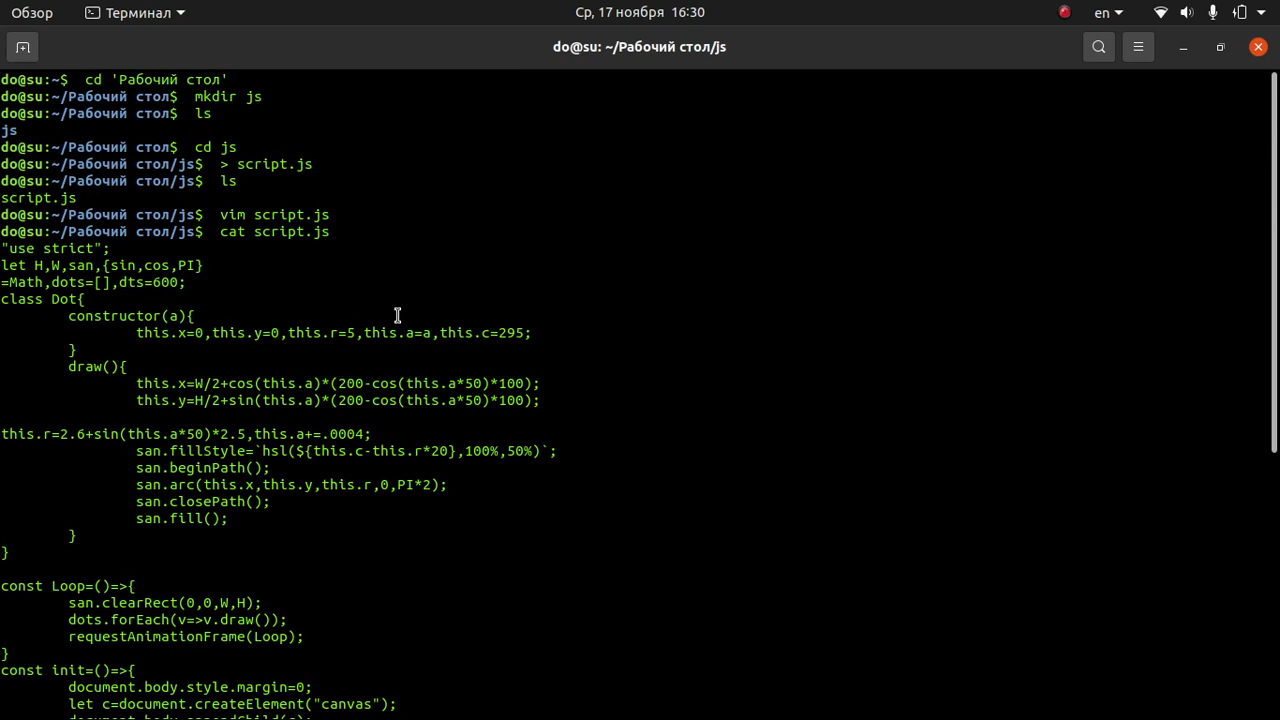 Обзор
Терминал
Ср, 17 ноября 16:30
en
do@su: ~/Рабочий стол/js
do@su:~$ cd 'Рабочий стол'
do@su:~/Рабочий стол$ mkdir js
do@su:~/Рабочий стол$ ls
js
do@su:~/Рабочий стол$ cd js
do@su:~/Рабочий стол/js$ > script.js
do@su:~/Рабочий стол/js$ ls
script.js
do@su:~/Рабочий стол/js$ vim script.js
do@su:~/Рабочий стол/js$ cat script.js
"use strict";
let H,W,san,{sin,cos,PI}
=Math,dots=[],dts=600;
class Dot{
constructor(a){
this.x=0,this.y=0,this.r=5,this.a=a,this.c=295;
}
draw(){
this.x=W/2+cos(this.a)*(200-cos(this.a*50)*100);
this.y=H/2+sin(this.a)*(200-cos(this.a*50)*100);
this.r=2.6+sin(this.a*50)*2.5,this.a+=.0004;
san.fillStyle=`hsl(${this.c-this.r*20},100%,50%)`;
san.beginPath();
san.arc(this.x,this.y,this.r,0,PI*2);
san.closePath();
san.fill();
}
}
const Loop=()=>{
san.clearRect(0,0,W,H);
dots.forEach(v=>v.draw());
requestAnimationFrame(Loop);
}
const init=()=>{
document.body.style.margin=0;
let c=document.createElement("canvas");